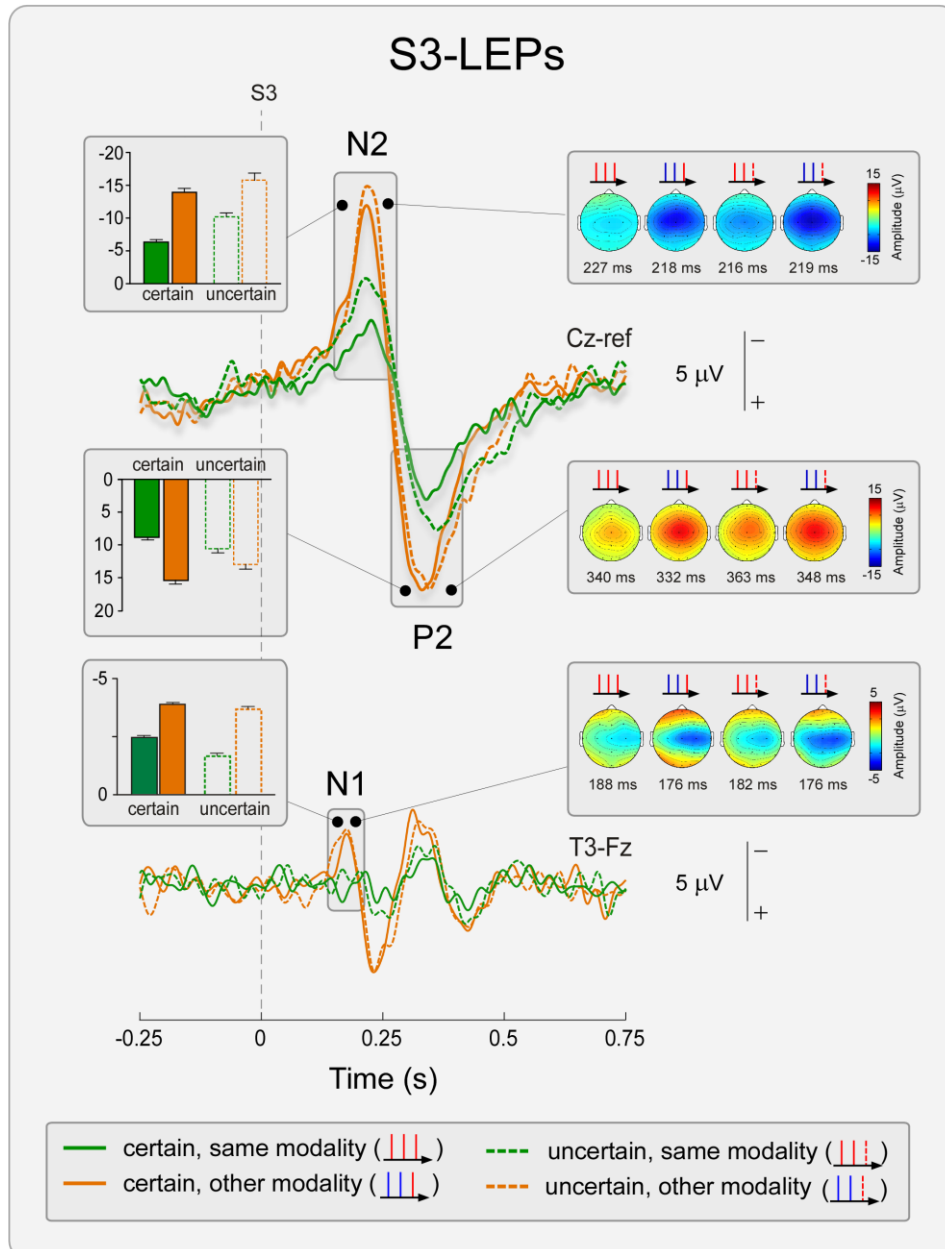 S3-LEPs
S3
N2
-20
-15
-10
-5
0
certain uncertain
15
-15
Amplitude (μV)
227 ms 218 ms 216 ms 219 ms
Cz-ref
5 μV
−
+
certain uncertain
0
5
10
15
20
15
-15
Amplitude (μV)
340 ms 332 ms 363 ms 348 ms
P2
-5
0
certain uncertain
5
-5
Amplitude (μV)
188 ms 176 ms 182 ms 176 ms
N1
T3-Fz
5 μV
−
+
-0.25 0 0.25 0.5 0.75
Time (s)
certain, same modality ( )
uncertain, same modality ( )
certain, other modality ( )
uncertain, other modality ( )